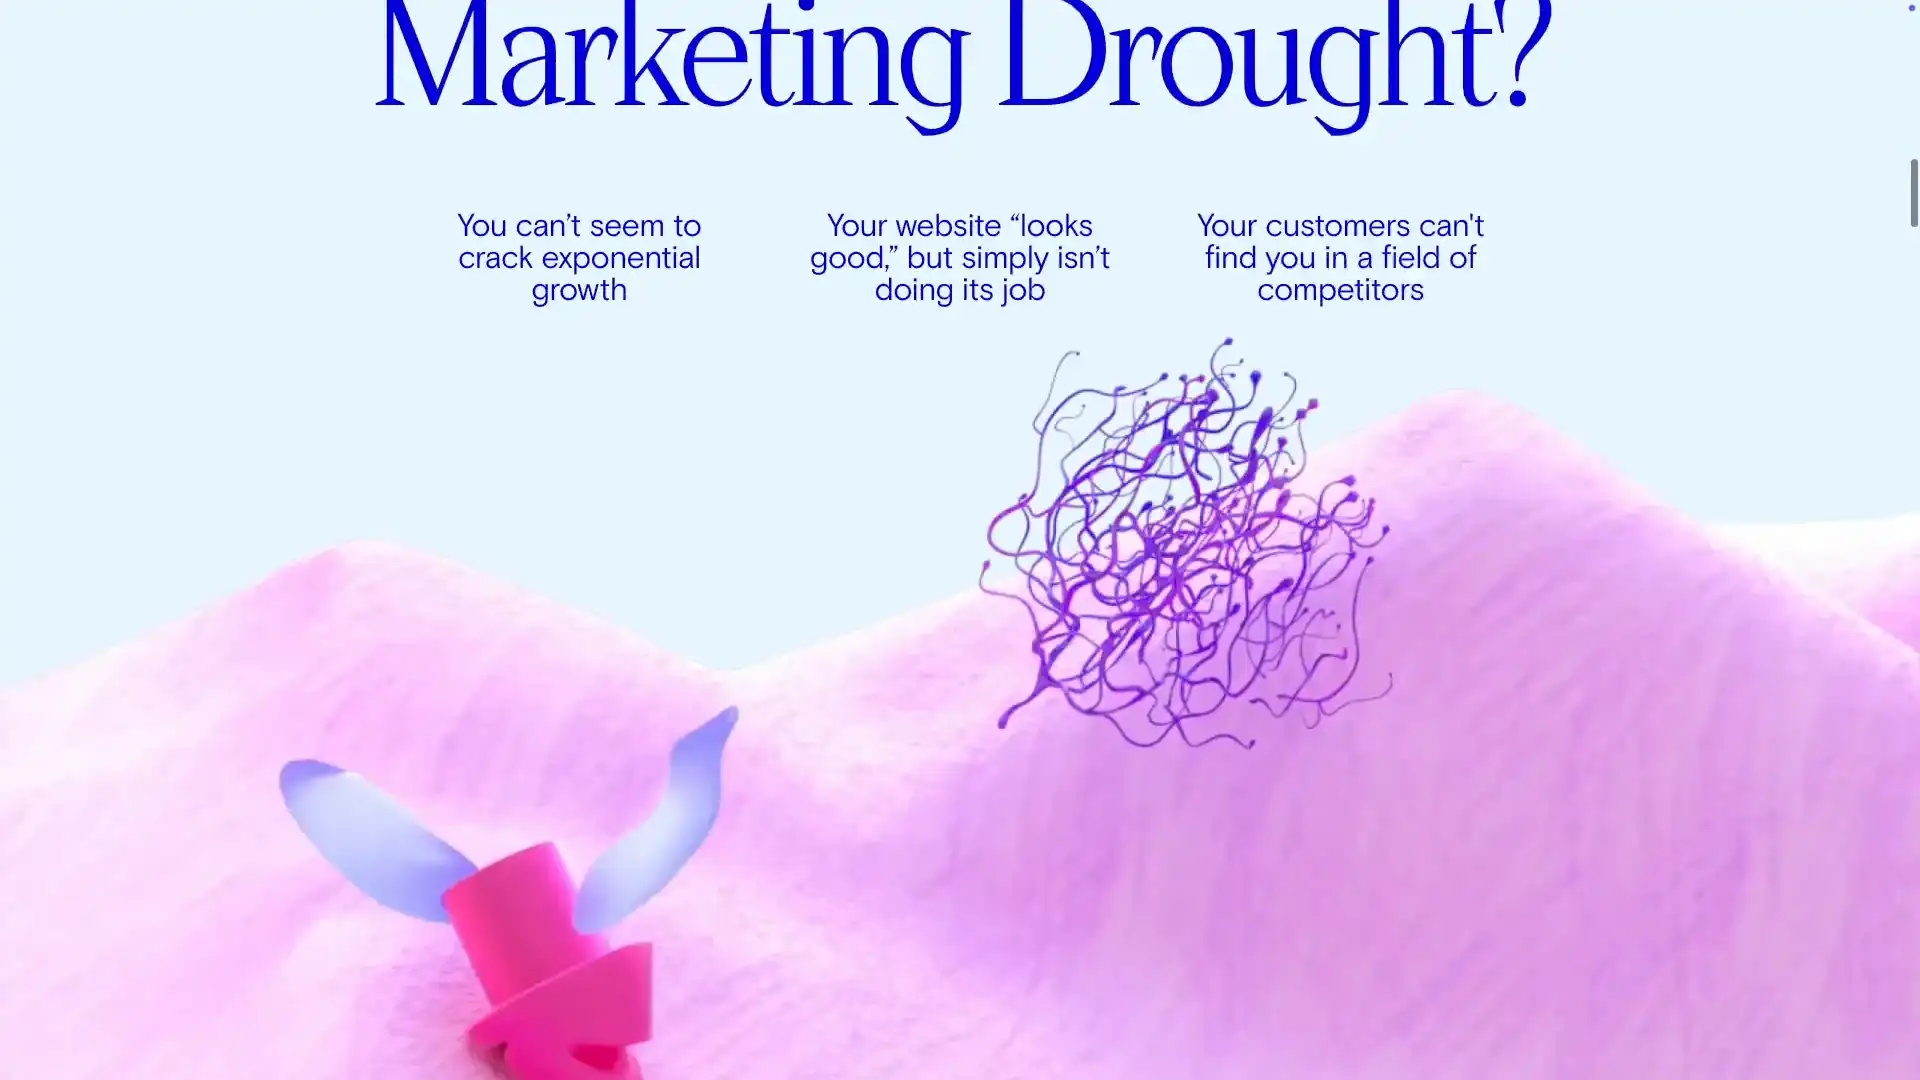 Marketing Drought?
You can’t seem to
crack exponential
growth
Your website “looks
good,” but simply isn’t
doing its job
Your customers can't
find you in a field of
competitors